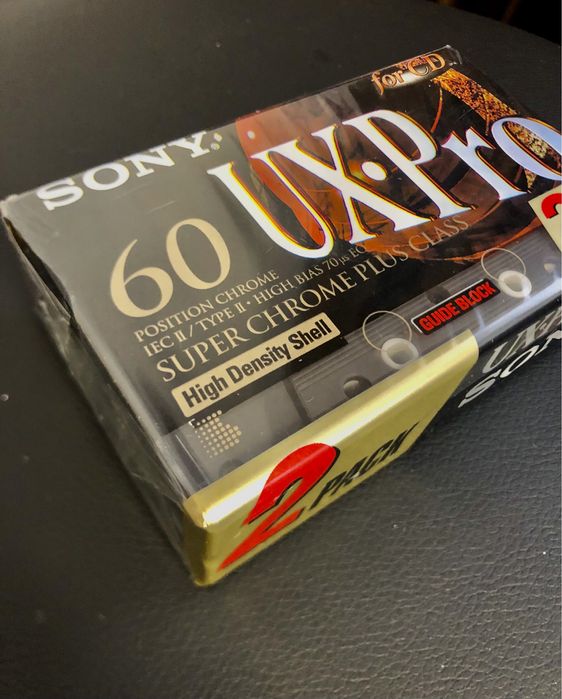 SONY
for CD
UX·Pro
60
POSITION CHROME
IEC II / TYPE II · HIGH BIAS 70μs EQ
SUPER CHROME PLUS CLASS
High Density Shell
GUIDE BLOCK
2 PACK
SONY